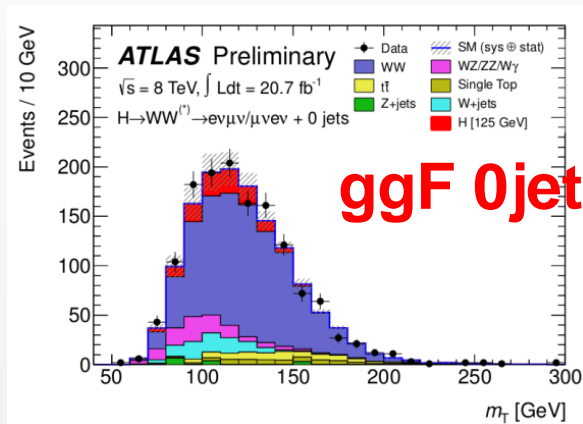 Events / 10 GeV
300
250
200
150
100
50
0
ATLAS Preliminary
√s = 8 TeV, ∫ Ldt = 20.7 fb⁻¹
H→WW⁽*⁾→eνμν/μνeν + 0 jets
Data
SM (sys ⊕ stat)
WW
WZ/ZZ/Wγ
tt̅
Single Top
Z+jets
W+jets
H [125 GeV]
ggF 0jet
50
100
150
200
250
300
m_T [GeV]